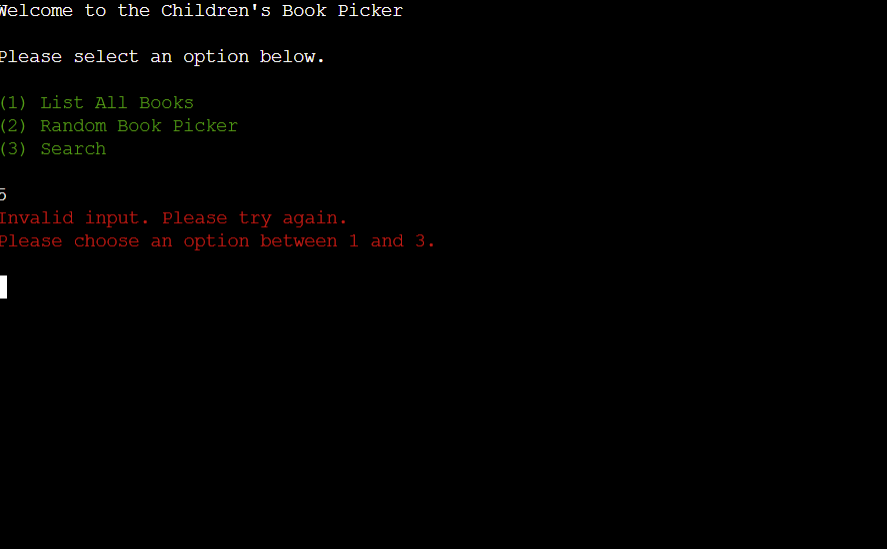 Welcome to the Children's Book Picker
Please select an option below.
(1) List All Books
(2) Random Book Picker
(3) Search
5
Invalid input. Please try again.
Please choose an option between 1 and 3.